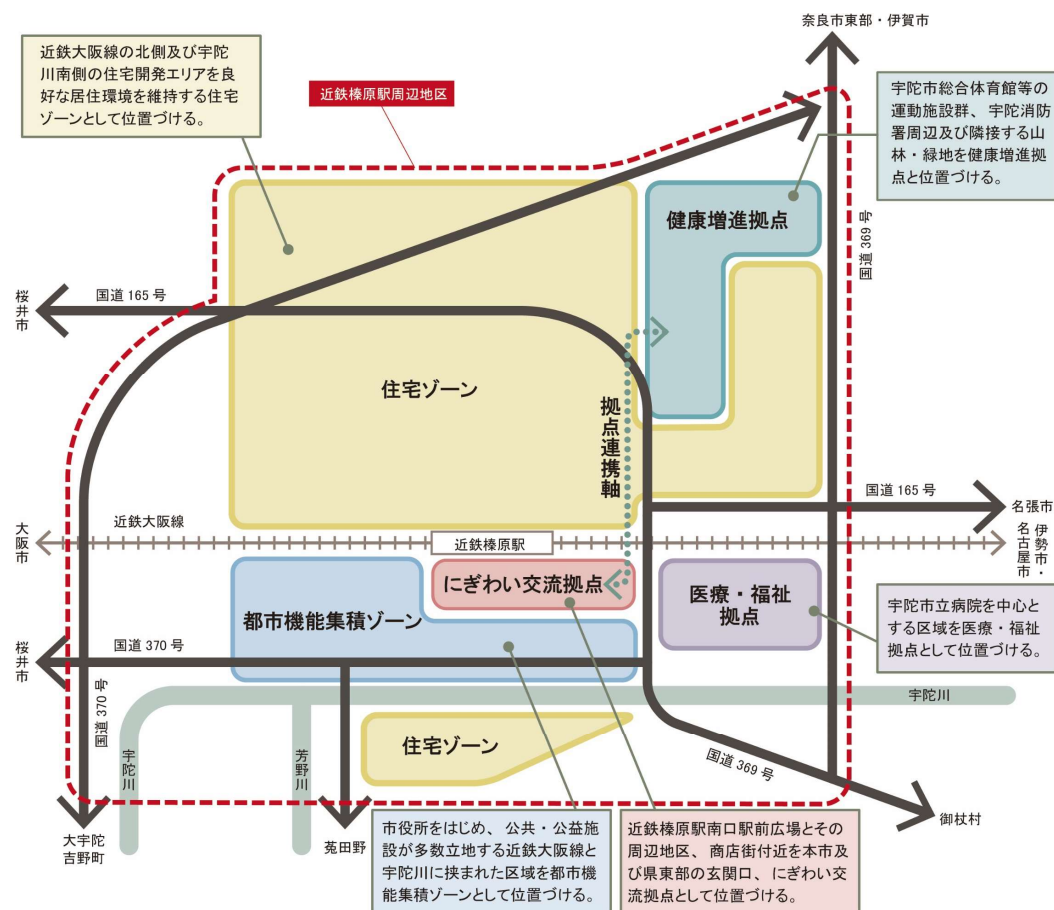 奈良市東部・伊賀市
近鉄大阪線の北側及び宇陀
川南側の住宅開発エリアを良
好な居住環境を維持する住宅
ゾーンとして位置づける。
近鉄榛原駅周辺地区
宇陀市総合体育館等の
運動施設群、宇陀消防
署周辺及び隣接する山
林・緑地を健康増進拠
点と位置づける。
健康増進拠点
国道369号
桜井市
国道165号
住宅ゾーン
拠点連携軸
国道165号
名張市
大阪市
近鉄大阪線
近鉄榛原駅
伊勢市・
名古屋市
にぎわい交流拠点
医療・福祉
拠点
都市機能集積ゾーン
宇陀市立病院を中心と
する区域を医療・福祉
拠点として位置づける。
桜井市
国道370号
国道370号
宇陀川
宇陀川
芳野川
住宅ゾーン
国道369号
大宇陀
吉野町
菟田野
御杖村
市役所をはじめ、公共・公益施
設が多数立地する近鉄大阪線と
宇陀川に挟まれた区域を都市機
能集積ゾーンとして位置づける。
近鉄榛原駅南口駅前広場とその
周辺地区、商店街付近を本市及
び県東部の玄関口、にぎわい交
流拠点として位置づける。